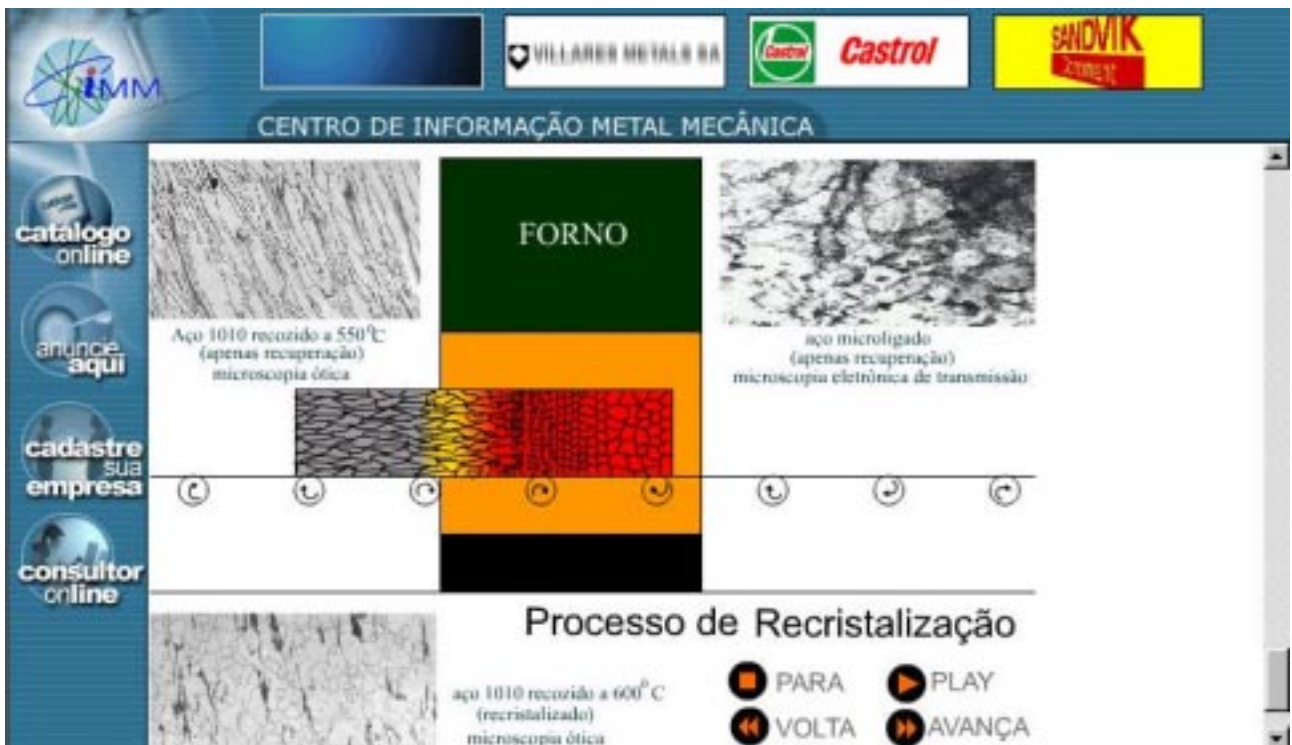 iMM
VILLARES METALS SA
Castrol
Castrol
SANDVIK
CENTRO DE INFORMAÇÃO METAL MECÂNICA
catálogo
online
anuncie
aqui
cadastre
sua
empresa
consultor
online
Aço 1010 recozido a 550°C
(apenas recuperação)
microscopia ótica
FORNO
aço microligado
(apenas recuperação)
microscopia eletrônica de transmissão
Processo de Recristalização
aço 1010 recozido a 600° C
(recristalizado)
microscopia ótica
PARA
PLAY
VOLTA
AVANÇA